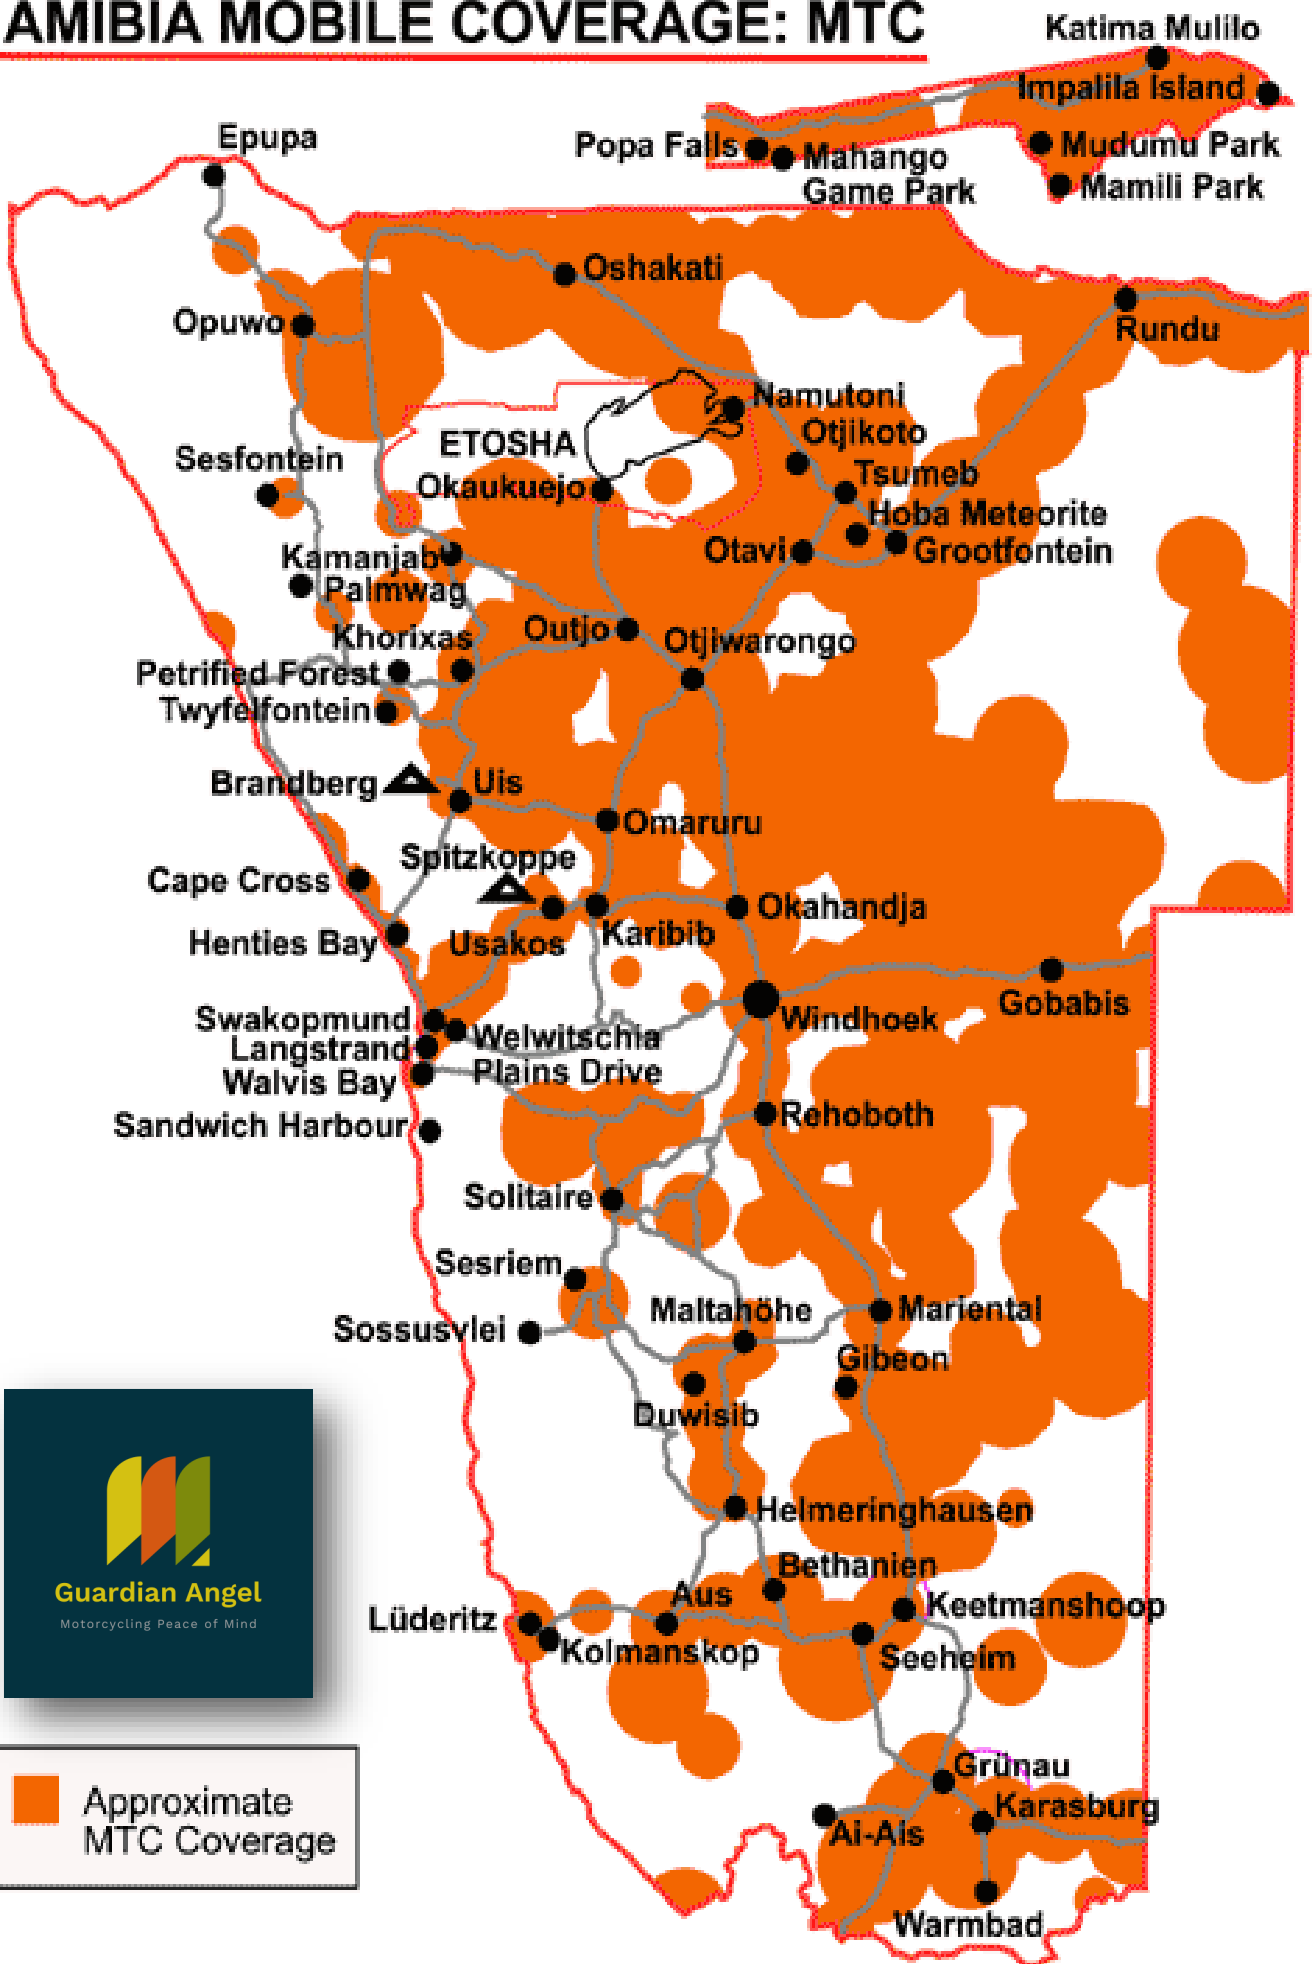 AMIBIA MOBILE COVERAGE: MTC
Katima Mulilo
Impalila Island
Epupa
Popa Falls
Mahango
Game Park
Mudumu Park
Mamili Park
Oshakati
Opuwo
Rundu
Namutoni
Otjikoto
ETOSHA
Sesfontein
Okaukuejo
Tsumeb
Hoba Meteorite
Kamanjab
Otavi
Grootfontein
Palmwag
Khorixas
Outjo
Otjiwarongo
Petrified Forest
Twyfelfontein
Brandberg
Uis
Omaruru
Spitzkoppe
Cape Cross
Okahandja
Henties Bay
Usakos
Karibib
Gobabis
Swakopmund
Windhoek
Langstrand
Welwitschia
Plains Drive
Walvis Bay
Sandwich Harbour
Rehoboth
Solitaire
Sesriem
Maltahöhe
Mariental
Sossusvlei
Gibeon
Duwisib
Guardian Angel
Motorcycling Peace of Mind
Helmeringhausen
Bethanien
Aus
Keetmanshoop
Lüderitz
Kolmanskop
Seeheim
Grünau
Karasburg
Ai-Ais
Warmbad
Approximate
MTC Coverage